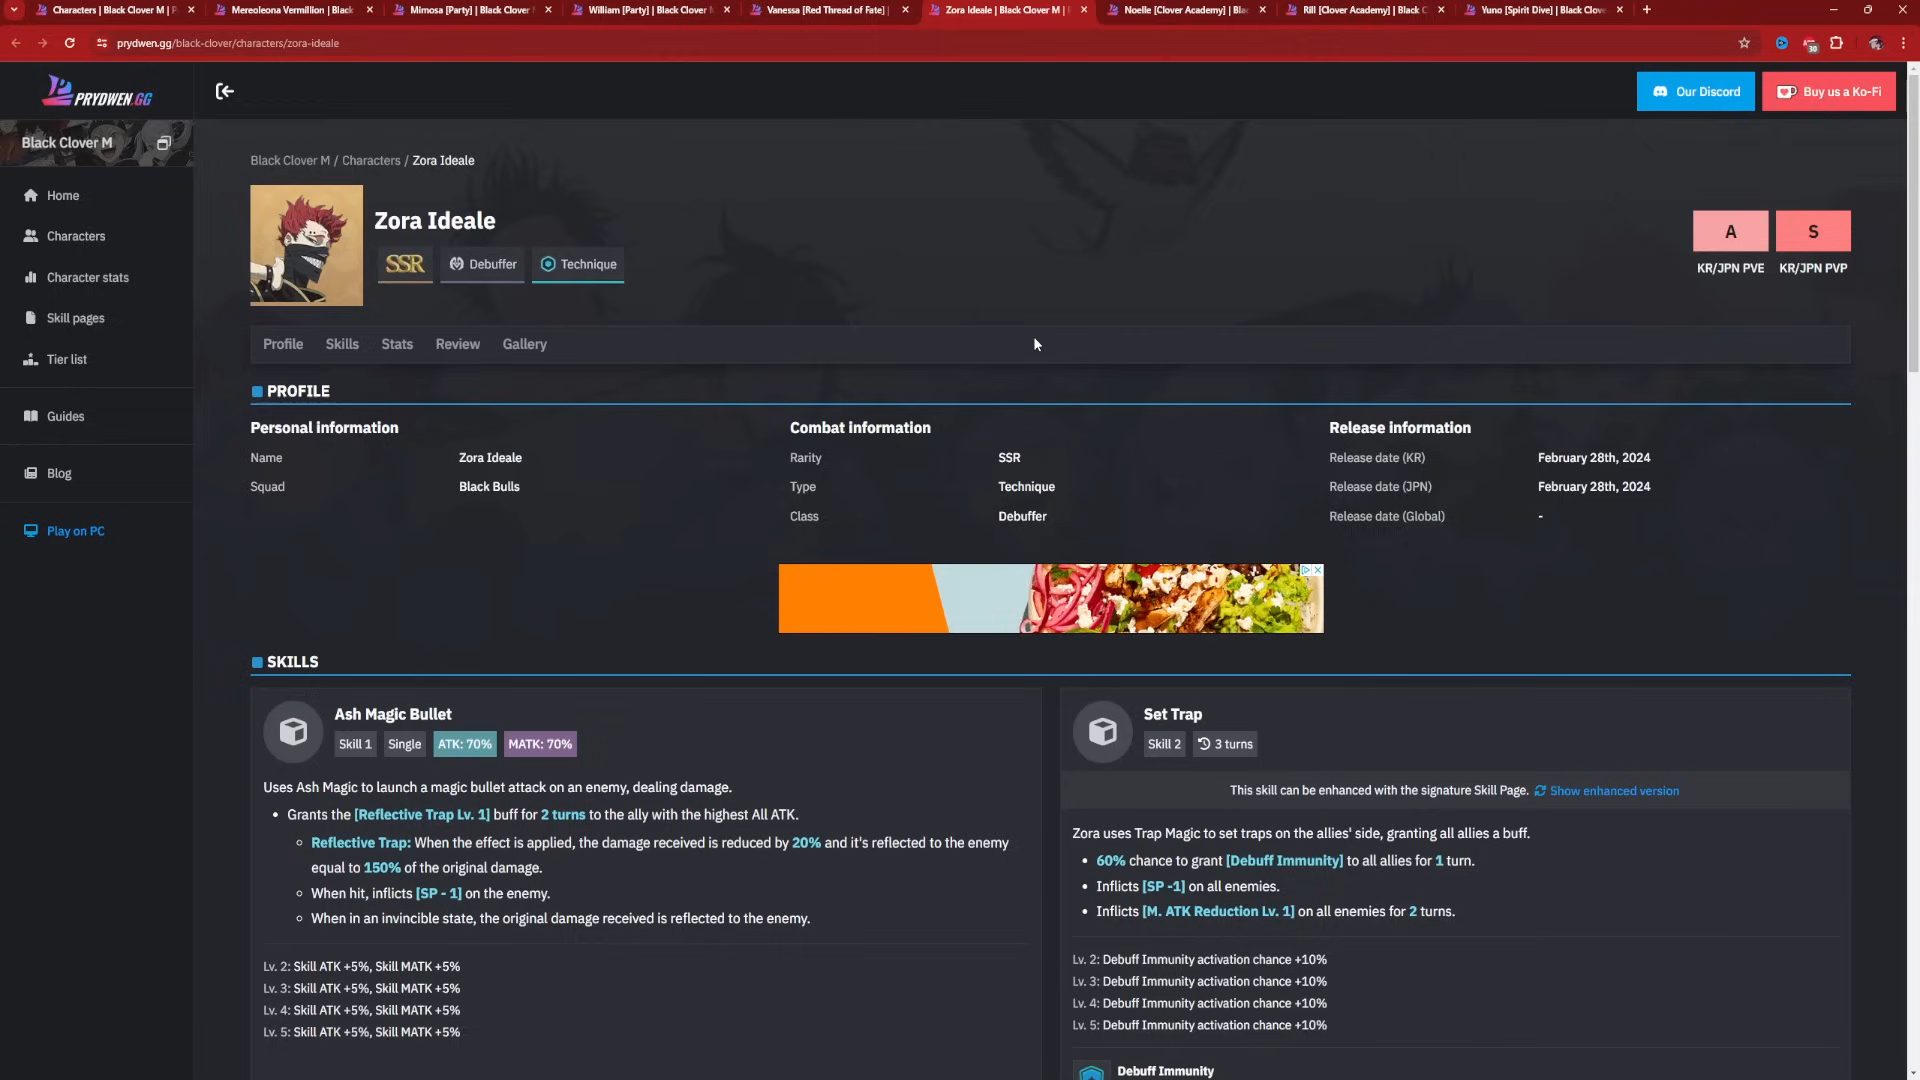 Characters | Black Clover M | P
Mereoleona Vermillion | Black
Mimosa [Party] | Black Clover
William [Party] | Black Clover
Vanessa [Red Thread of Fate] |
Zora Ideale | Black Clover M |
Noelle [Clover Academy] | Bla
Rill [Clover Academy] | Black C
Yuno [Spirit Dive] | Black Clove
prydwen.gg/black-clover/characters/zora-ideale
30
PRYDWEN.GG
Our Discord
Buy us a Ko-Fi
Black Clover M
Home
Characters
Character stats
Skill pages
Tier list
Guides
Blog
Play on PC
Black Clover M / Characters / Zora Ideale
Zora Ideale
SSR
Debuffer
Technique
A
S
KR/JPN PVE
KR/JPN PVP
Profile
Skills
Stats
Review
Gallery
PROFILE
Personal information
Name Zora Ideale
Squad Black Bulls
Combat information
Rarity SSR
Type Technique
Class Debuffer
Release information
Release date (KR) February 28th, 2024
Release date (JPN) February 28th, 2024
Release date (Global) -
SKILLS
Ash Magic Bullet
Skill 1 Single ATK: 70% MATK: 70%
Uses Ash Magic to launch a magic bullet attack on an enemy, dealing damage.
• Grants the [Reflective Trap Lv. 1] buff for 2 turns to the ally with the highest All ATK.
Reflective Trap: When the effect is applied, the damage received is reduced by 20% and it's reflected to the enemy
equal to 150% of the original damage.
When hit, inflicts [SP - 1] on the enemy.
When in an invincible state, the original damage received is reflected to the enemy.
Lv. 2: Skill ATK +5%, Skill MATK +5%
Lv. 3: Skill ATK +5%, Skill MATK +5%
Lv. 4: Skill ATK +5%, Skill MATK +5%
Lv. 5: Skill ATK +5%, Skill MATK +5%
Set Trap
Skill 2 3 turns
This skill can be enhanced with the signature Skill Page. Show enhanced version
Zora uses Trap Magic to set traps on the allies' side, granting all allies a buff.
• 60% chance to grant [Debuff Immunity] to all allies for 1 turn.
• Inflicts [SP -1] on all enemies.
• Inflicts [M. ATK Reduction Lv. 1] on all enemies for 2 turns.
Lv. 2: Debuff Immunity activation chance +10%
Lv. 3: Debuff Immunity activation chance +10%
Lv. 4: Debuff Immunity activation chance +10%
Lv. 5: Debuff Immunity activation chance +10%
Debuff Immunity